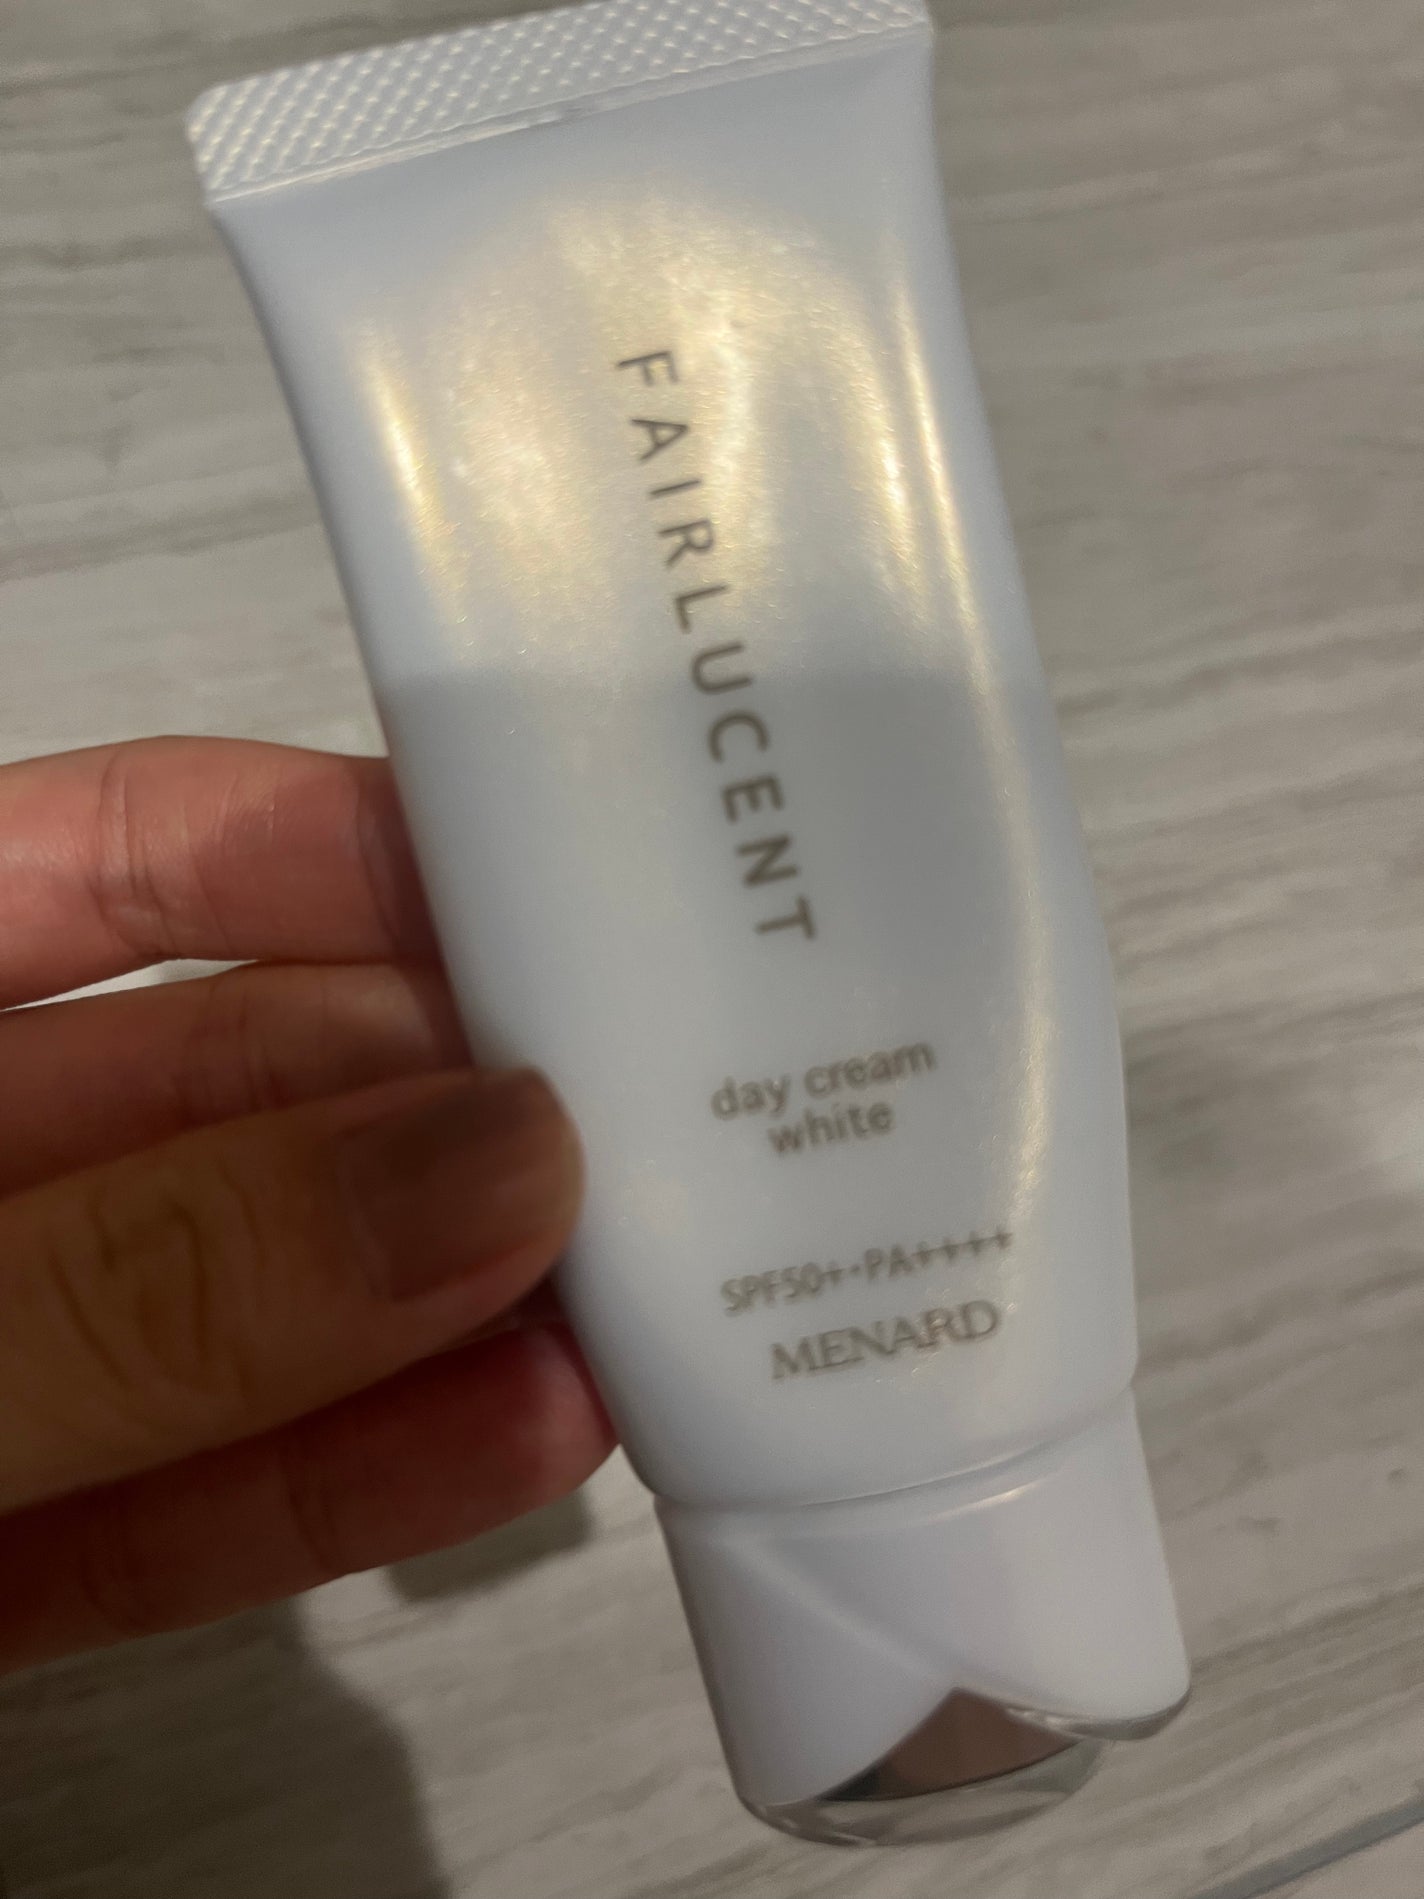 FAIRLUCENT
day cream
white
SPF50+・PA++++
MENARD